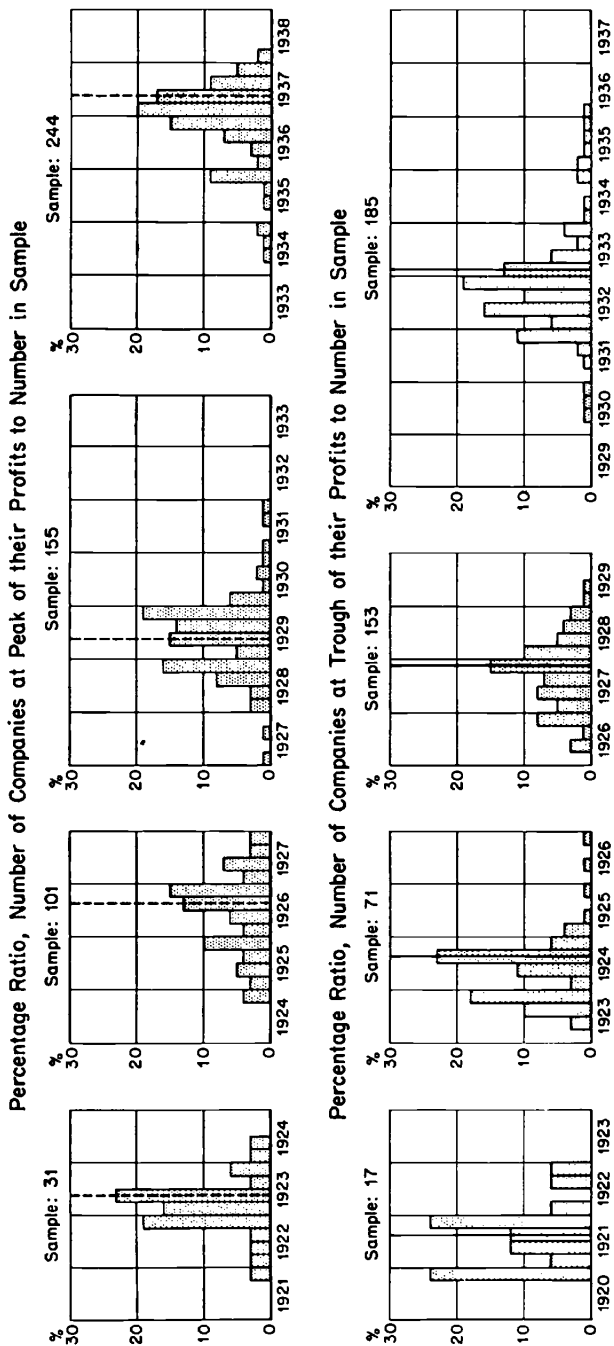 Percentage Ratio, Number of Companies at Peak of their Profits to Number in Sample
Sample: 31
%
30
20
10
0
1921 1922 1923 1924
Sample: 101
%
30
20
10
0
1924 1925 1926 1927
Sample: 155
%
30
20
10
0
1927 1928 1929 1930 1931 1932 1933
Sample: 244
%
30
20
10
0
1933 1934 1935 1936 1937 1938
Percentage Ratio, Number of Companies at Trough of their Profits to Number in Sample
Sample: 17
%
30
20
10
0
1920 1921 1922 1923
Sample: 71
%
30
20
10
0
1923 1924 1925 1926
Sample: 153
%
30
20
10
0
1926 1927 1928 1929
Sample: 185
%
30
20
10
0
1929 1930 1931 1932 1933 1934 1935 1936 1937